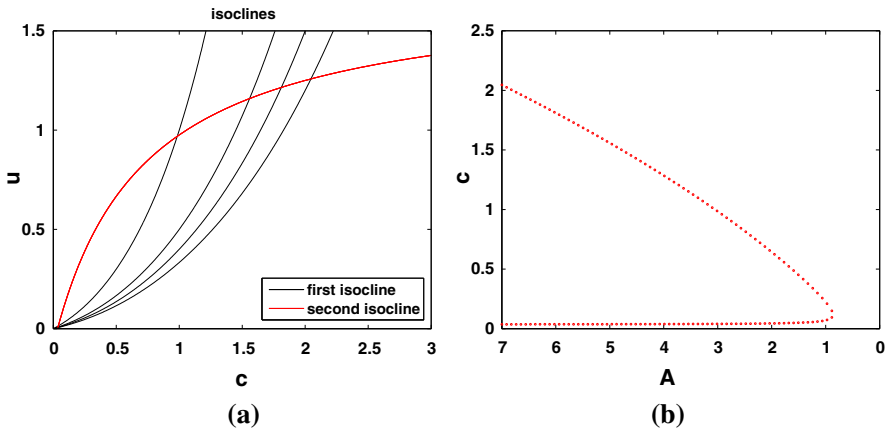 isoclines
1.5
1
0.5
0
u
0 0.5 1 1.5 2 2.5 3
c
first isocline
second isocline
(a)
2.5
2
1.5
1
0.5
0
c
7 6 5 4 3 2 1 0
A
(b)